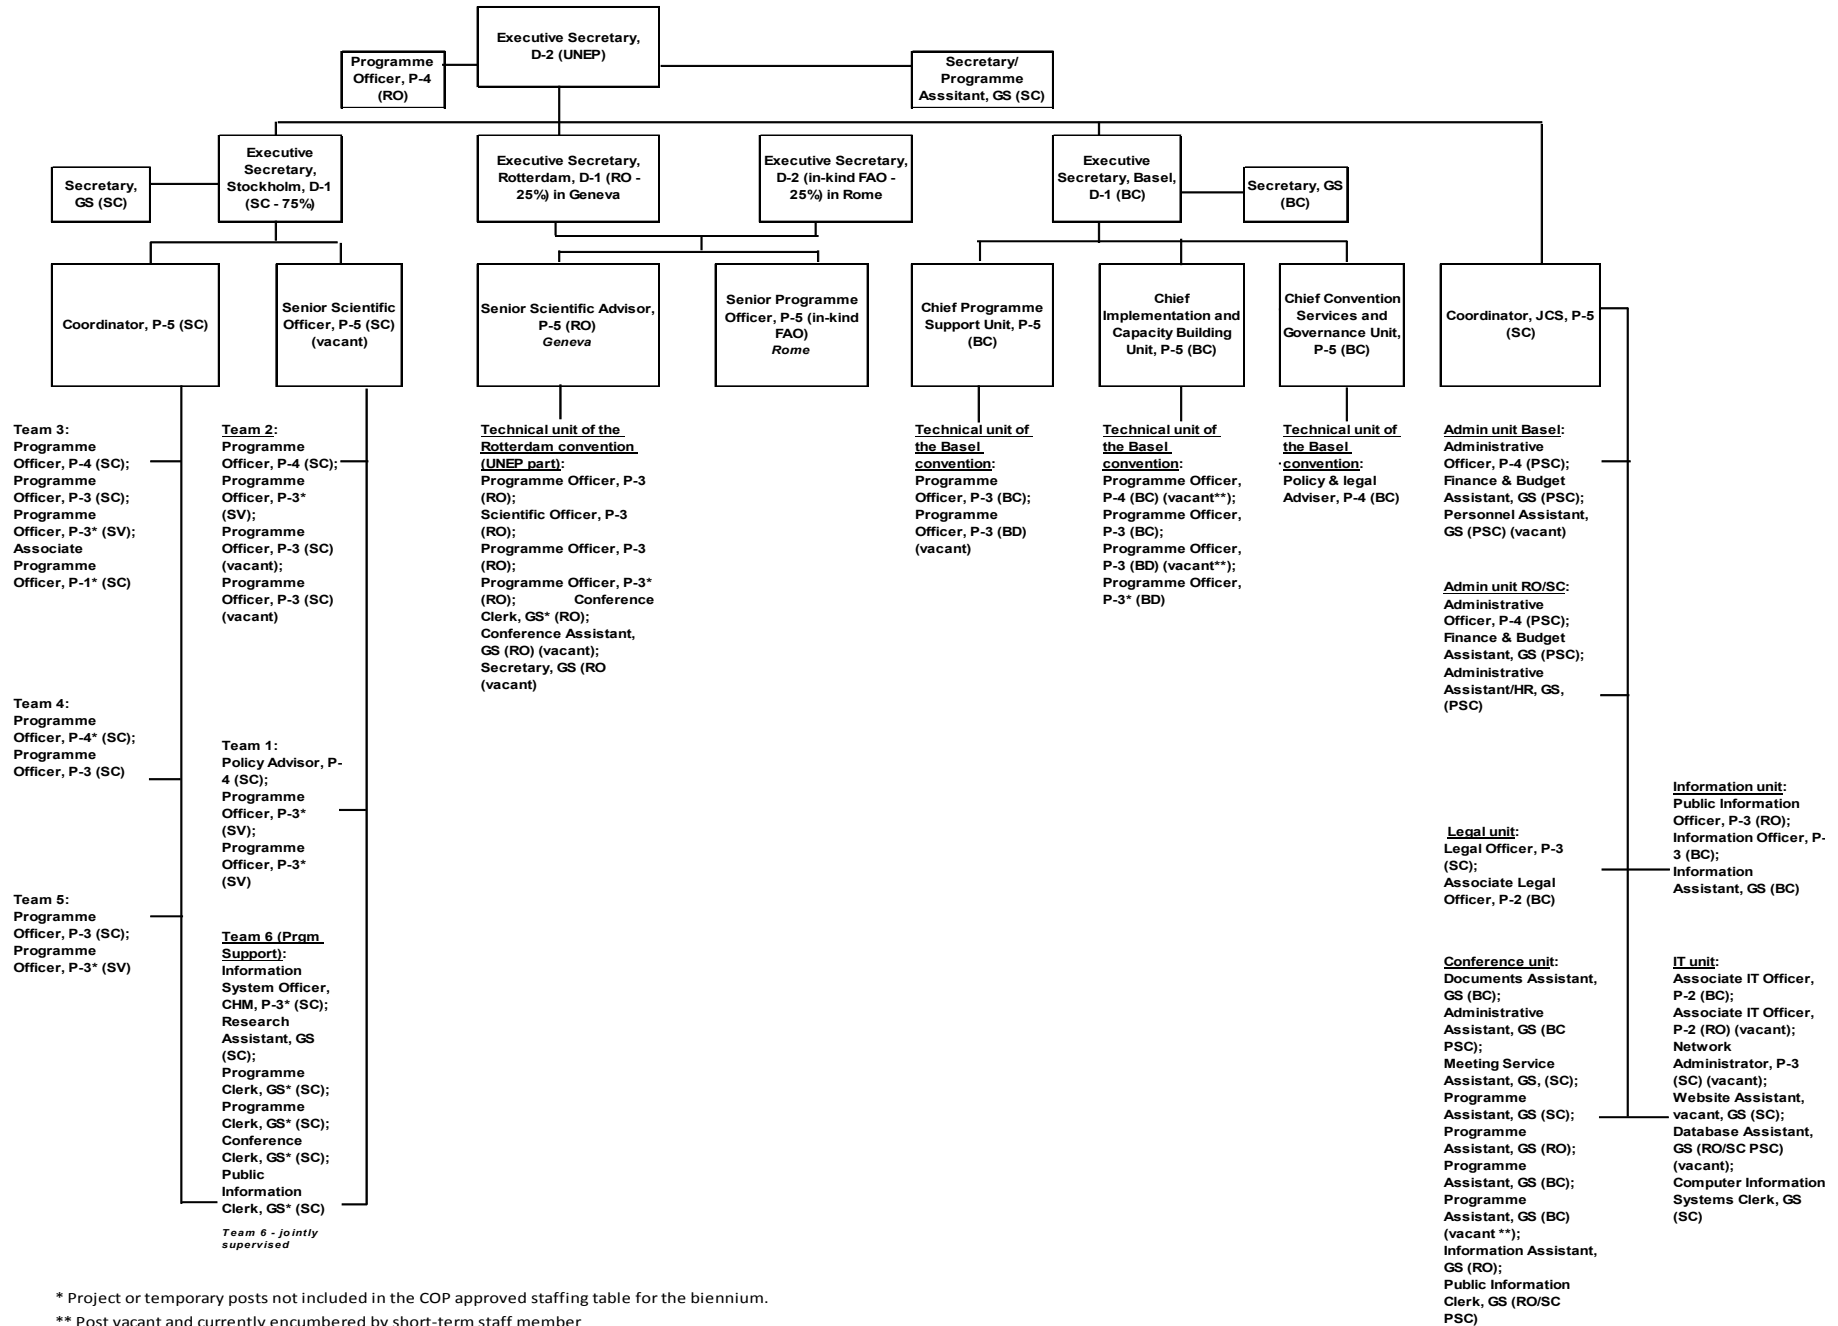 Executive Secretary,
D-2 (UNEP)
Programme
Officer, P-4
(RO)
Secretary/
Programme
Asssitant, GS (SC)
Secretary,
GS (SC)
Executive
Secretary,
Stockholm, D-1
(SC - 75%)
Executive Secretary,
Rotterdam, D-1 (RO -
25%) in Geneva
Executive Secretary,
D-2 (in-kind FAO -
25%) in Rome
Executive
Secretary, Basel,
D-1 (BC)
Secretary, GS
(BC)
Coordinator, P-5 (SC)
Senior Scientific
Officer, P-5 (SC)
(vacant)
Senior Scientific Advisor,
P-5 (RO)
Geneva
Senior Programme
Officer, P-5 (in-kind
FAO)
Rome
Chief Programme
Support Unit, P-5
(BC)
Chief
Implementation and
Capacity Building
Unit, P-5 (BC)
Chief Convention
Services and
Governance Unit,
P-5 (BC)
Coordinator, JCS, P-5
(SC)
Team 3:
Programme
Officer, P-4 (SC);
Programme
Officer, P-3 (SC);
Programme
Officer, P-3* (SV);
Associate
Programme
Officer, P-1* (SC)
Team 4:
Programme
Officer, P-4* (SC);
Programme
Officer, P-3 (SC)
Team 5:
Programme
Officer, P-3 (SC);
Programme
Officer, P-3* (SV)
Team 2:
Programme
Officer, P-4 (SC);
Programme
Officer, P-3*
(SV);
Programme
Officer, P-3 (SC)
(vacant);
Programme
Officer, P-3 (SC)
(vacant)
Team 1:
Policy Advisor, P-
4 (SC);
Programme
Officer, P-3*
(SV);
Programme
Officer, P-3*
(SV)
Team 6 (Prgm
Support):
Information
System Officer,
CHM, P-3* (SC);
Research
Assistant, GS
(SC);
Programme
Clerk, GS* (SC);
Programme
Clerk, GS* (SC);
Conference
Clerk, GS* (SC);
Public
Information
Clerk, GS* (SC)
Team 6 - jointly
supervised
Technical unit of the
Rotterdam convention
(UNEP part):
Programme Officer, P-3
(RO);
Scientific Officer, P-3
(RO);
Programme Officer, P-3
(RO);
Programme Officer, P-3*
(RO); Conference
Clerk, GS* (RO);
Conference Assistant,
GS (RO) (vacant);
Secretary, GS (RO
(vacant)
Technical unit of
the Basel
convention:
Programme
Officer, P-3 (BC);
Programme
Officer, P-3 (BD)
(vacant)
Technical unit of
the Basel
convention:
Programme Officer,
P-4 (BC) (vacant**);
Programme Officer,
P-3 (BC);
Programme Officer,
P-3 (BD) (vacant**);
Programme Officer,
P-3* (BD)
Technical unit of
the Basel
convention:
Policy & legal
Adviser, P-4 (BC)
Admin unit Basel:
Administrative
Officer, P-4 (PSC);
Finance & Budget
Assistant, GS (PSC);
Personnel Assistant,
GS (PSC) (vacant)
Admin unit RO/SC:
Administrative
Officer, P-4 (PSC);
Finance & Budget
Assistant, GS (PSC);
Administrative
Assistant/HR, GS,
(PSC)
Legal unit:
Legal Officer, P-3
(SC);
Associate Legal
Officer, P-2 (BC)
Information unit:
Public Information
Officer, P-3 (RO);
Information Officer, P-
3 (BC);
Information
Assistant, GS (BC)
Conference unit:
Documents Assistant,
GS (BC);
Administrative
Assistant, GS (BC
PSC);
Meeting Service
Assistant, GS, (SC);
Programme
Assistant, GS (SC);
Programme
Assistant, GS (RO);
Programme
Assistant, GS (BC);
Programme
Assistant, GS (BC)
(vacant **);
Information Assistant,
GS (RO);
Public Information
Clerk, GS (RO/SC
PSC)
IT unit:
Associate IT Officer,
P-2 (BC);
Associate IT Officer,
P-2 (RO) (vacant);
Network
Administrator, P-3
(SC) (vacant);
Website Assistant,
vacant, GS (SC);
Database Assistant,
GS (RO/SC PSC)
(vacant);
Computer Information
Systems Clerk, GS
(SC)
* Project or temporary posts not included in the COP approved staffing table for the biennium.
** Post vacant and currently encumbered by short-term staff member